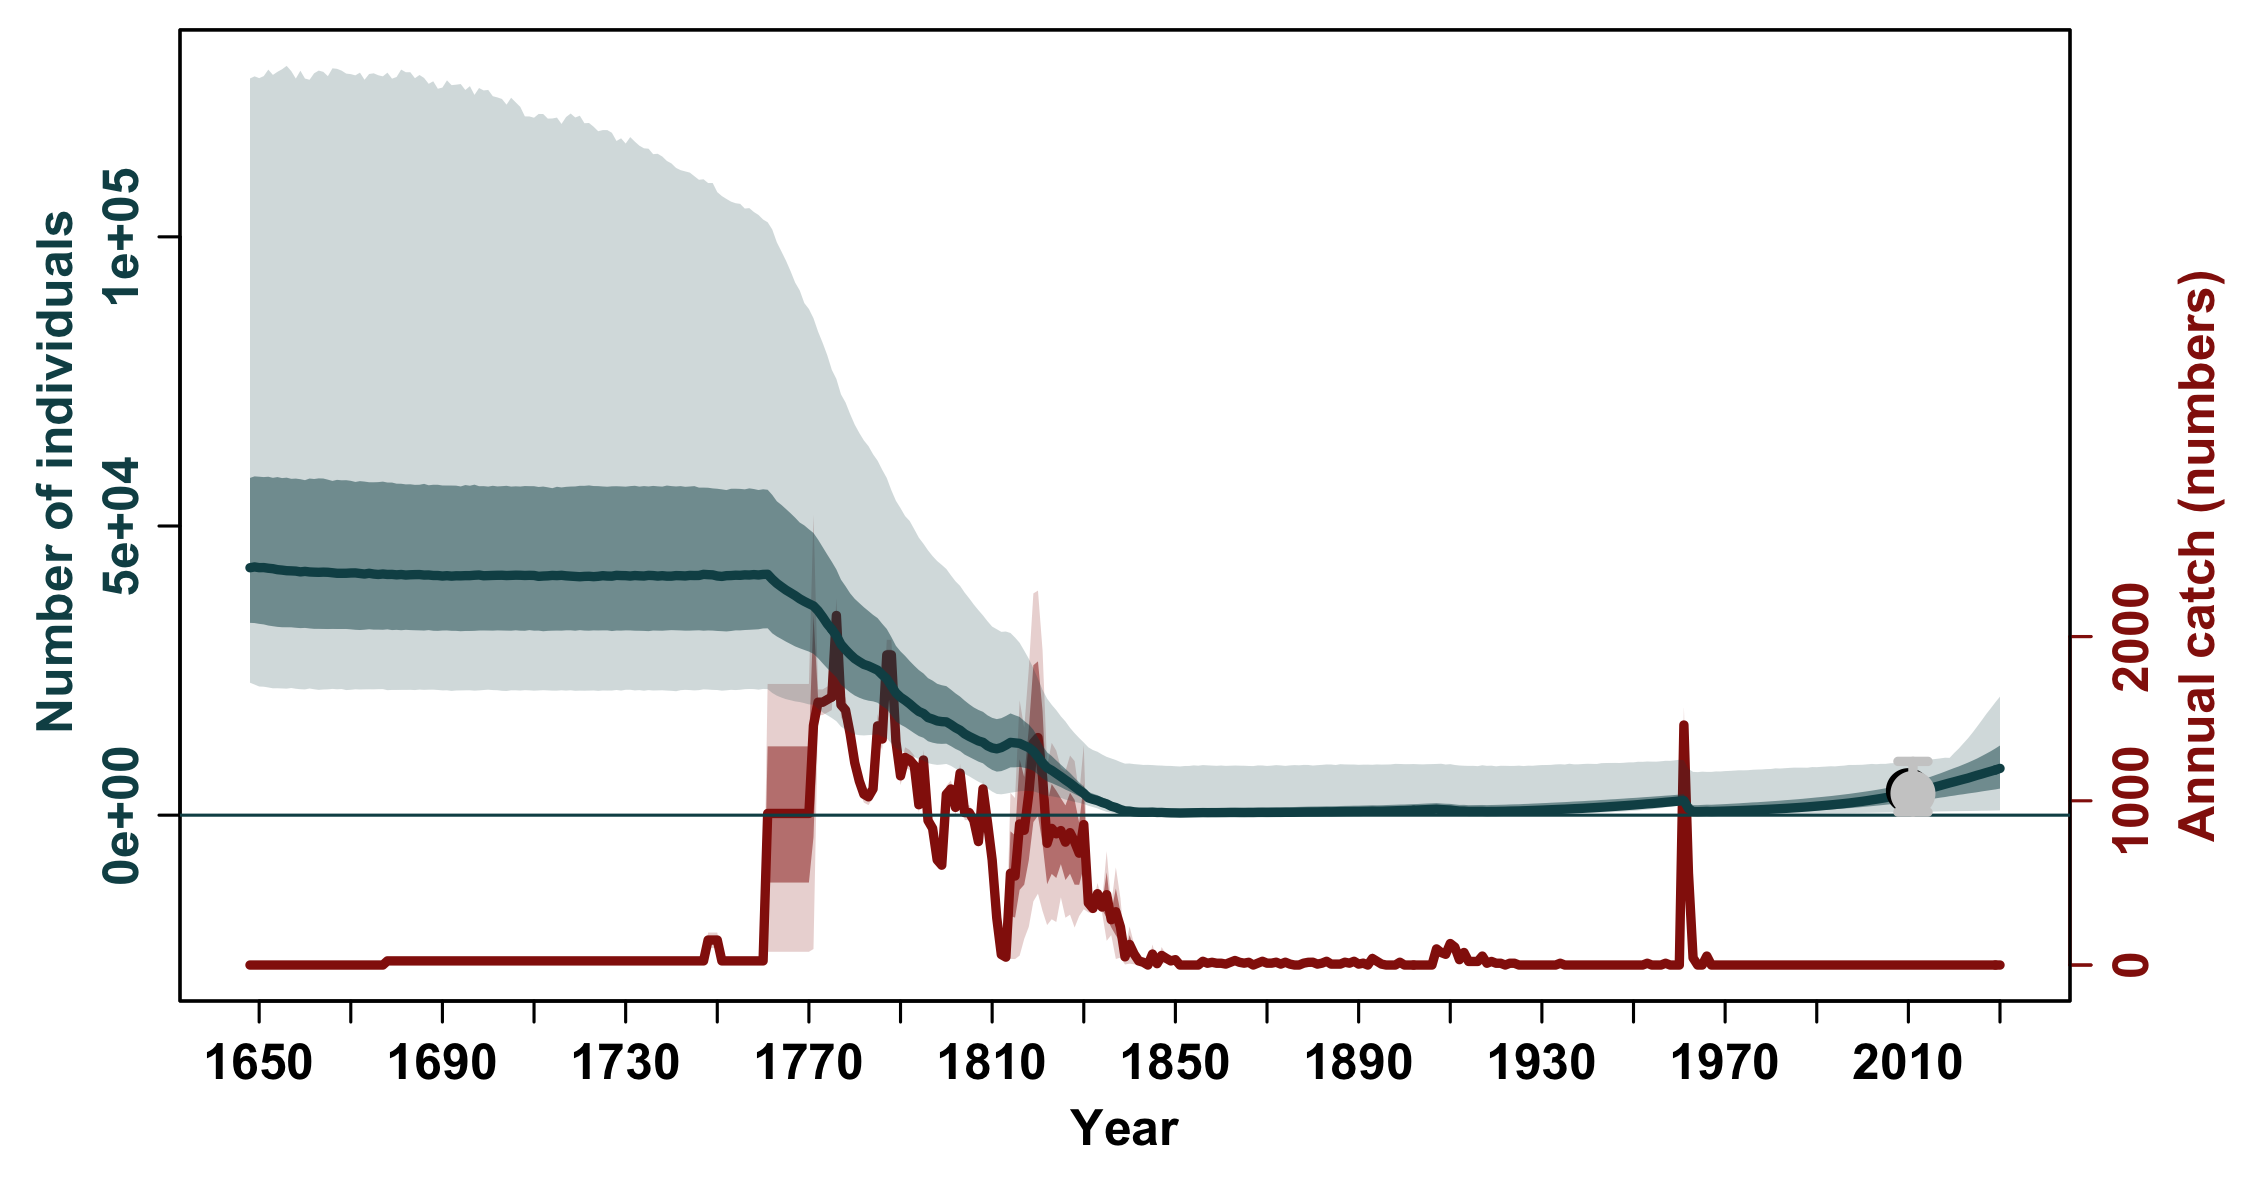 Number of individuals
1e+05
5e+04
0e+00
2000
1000
0
Annual catch (numbers)
1650 1690 1730 1770 1810 1850 1890 1930 1970 2010
Year